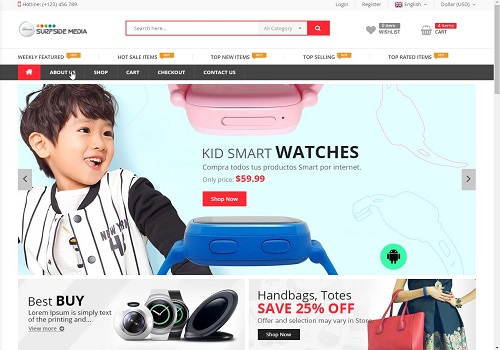 Hotline: (+123) 456 789
Login Register English Dollar (USD)
SURFSIDE MEDIA
Search here...
All Category
0 item
WISHLIST
4 items
CART
WEEKLY FEATURED
HOT SALE ITEMS
TOP NEW ITEMS
TOP SELLING
TOP RATED ITEMS
ABOUT US SHOP CART CHECKOUT CONTACT US
KID SMART WATCHES
Compra todos tus productos Smart por internet.
Only price: $59.99
Shop Now
NEW
Best BUY
Lorem Ipsum is simply text
of the printing and...
View more
Handbags, Totes
SAVE 25% OFF
Offer and selection may vary in Store
Shop Now